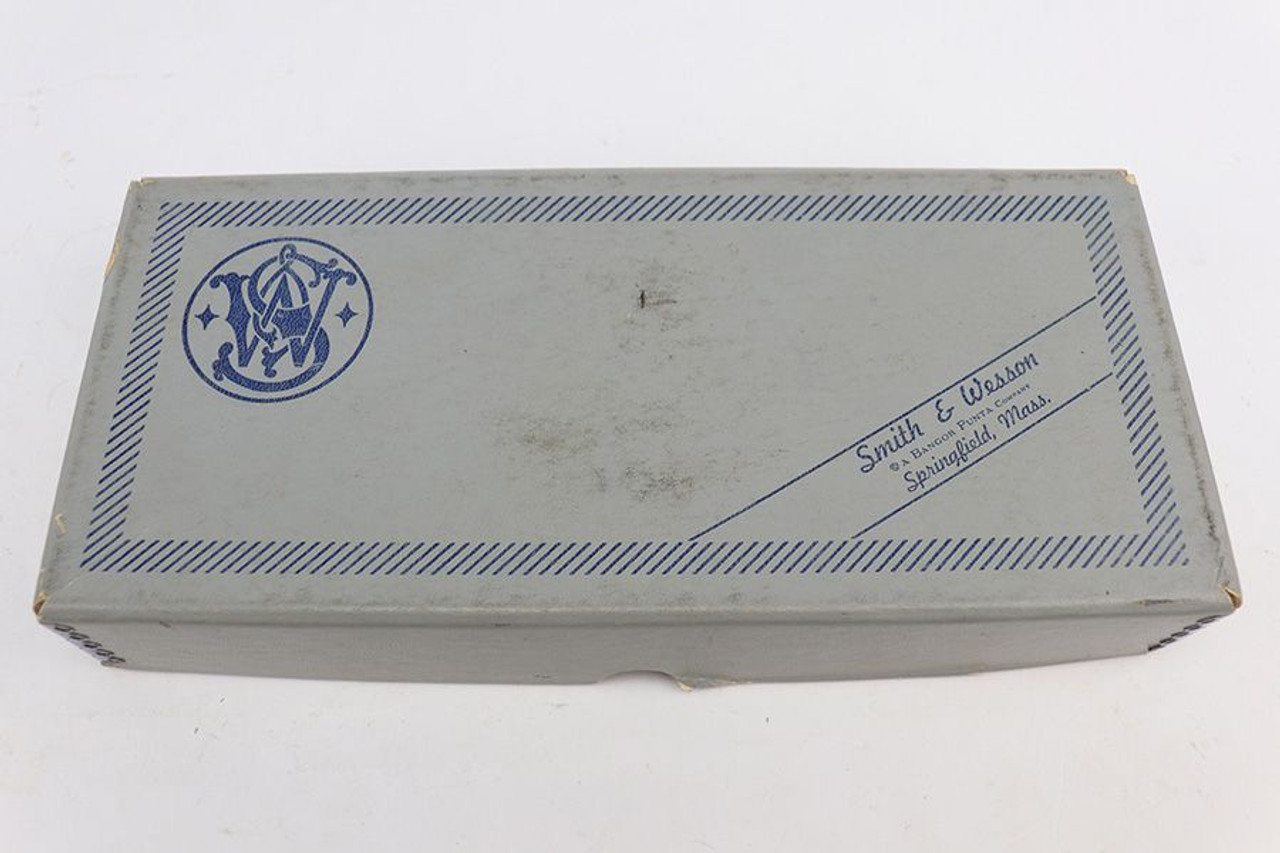 S&W
Smith & Wesson
© A Bangor Punta Company
Springfield, Mass.